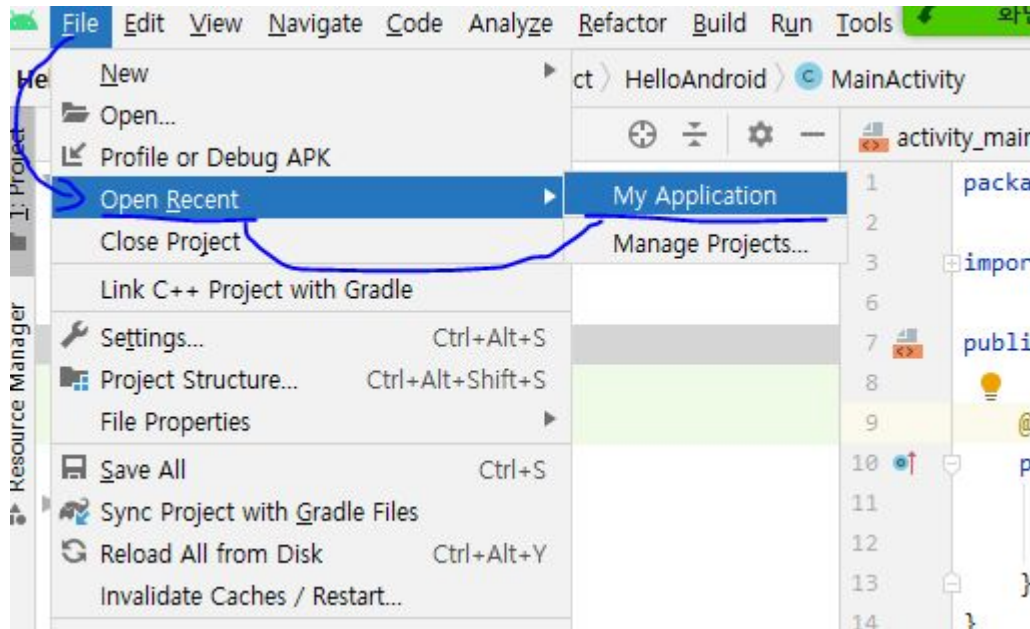 File Edit View Navigate Code Analyze Refactor Build Run Tools
ct HelloAndroid C MainActivity
New
Open...
Profile or Debug APK
Open Recent
My Application
Close Project
Manage Projects...
Link C++ Project with Gradle
Settings... Ctrl+Alt+S
Project Structure... Ctrl+Alt+Shift+S
File Properties
Save All Ctrl+S
Sync Project with Gradle Files
Reload All from Disk Ctrl+Alt+Y
Invalidate Caches / Restart...
1: Project
Resource Manager
activity_main
1 packa
2
3 impor
6
7 publi
8
9 @
10 p
11
12
13 }
14 }